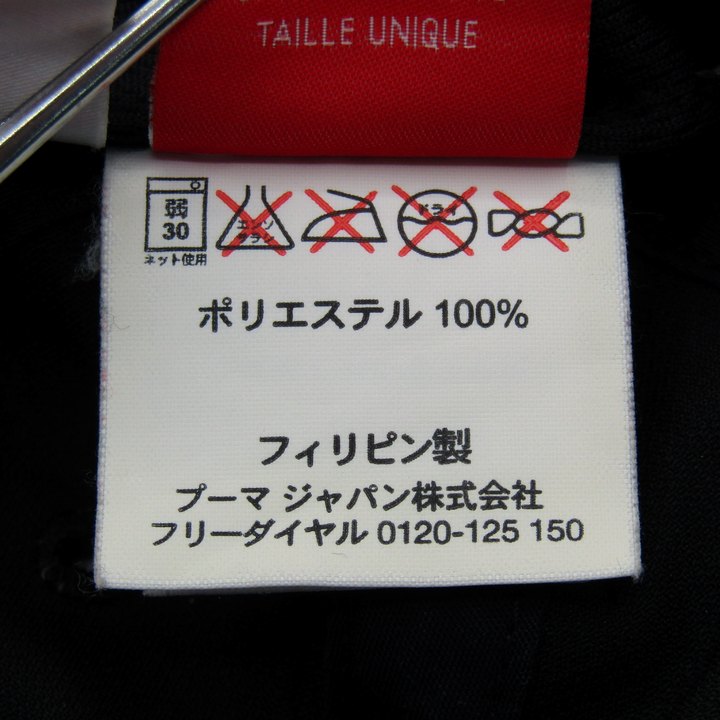 TAILLE UNIQUE
弱
30
ネット使用
エンソ
サラシ
ドライ
ポリエステル 100%
フィリピン製
プーマ ジャパン株式会社
フリーダイヤル 0120-125 150